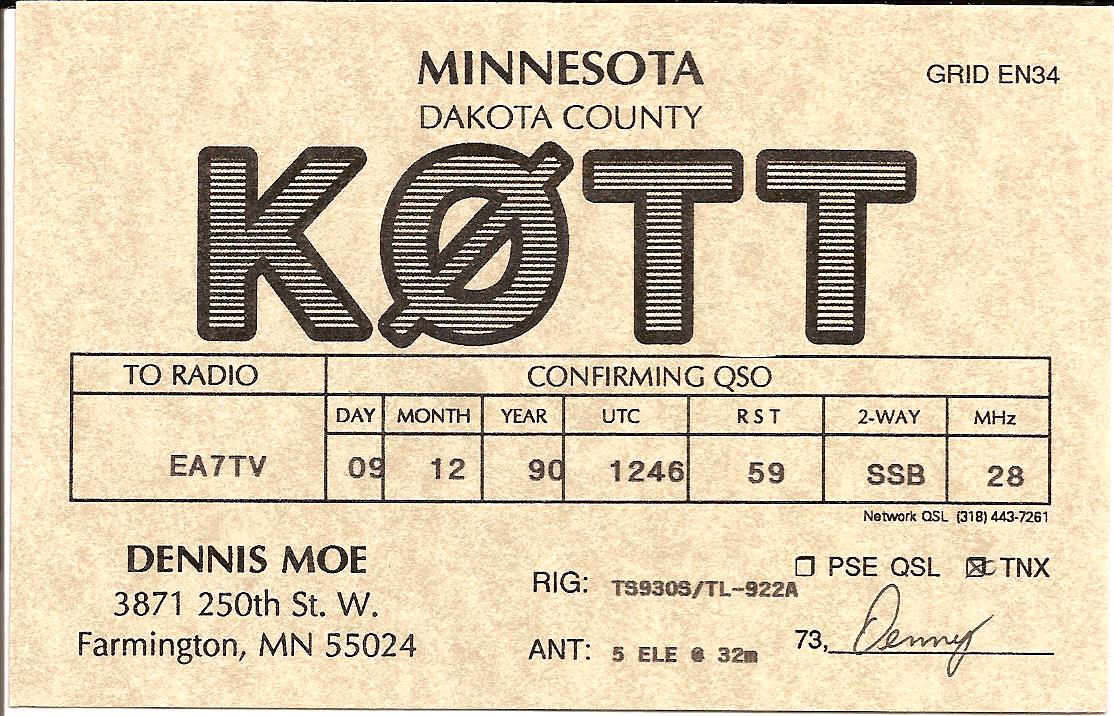 MINNESOTA
GRID EN34
DAKOTA COUNTY
KØTT
TO RADIO CONFIRMING QSO
DAY MONTH YEAR UTC RST 2-WAY MHz
EA7TV 09 12 90 1246 59 SSB 28
Network QSL (318) 443-7261
DENNIS MOE
3871 250th St. W.
Farmington, MN 55024
PSE QSL TNX
RIG: TS930S/TL-922A
ANT: 5 ELE @ 32m
73, Denny